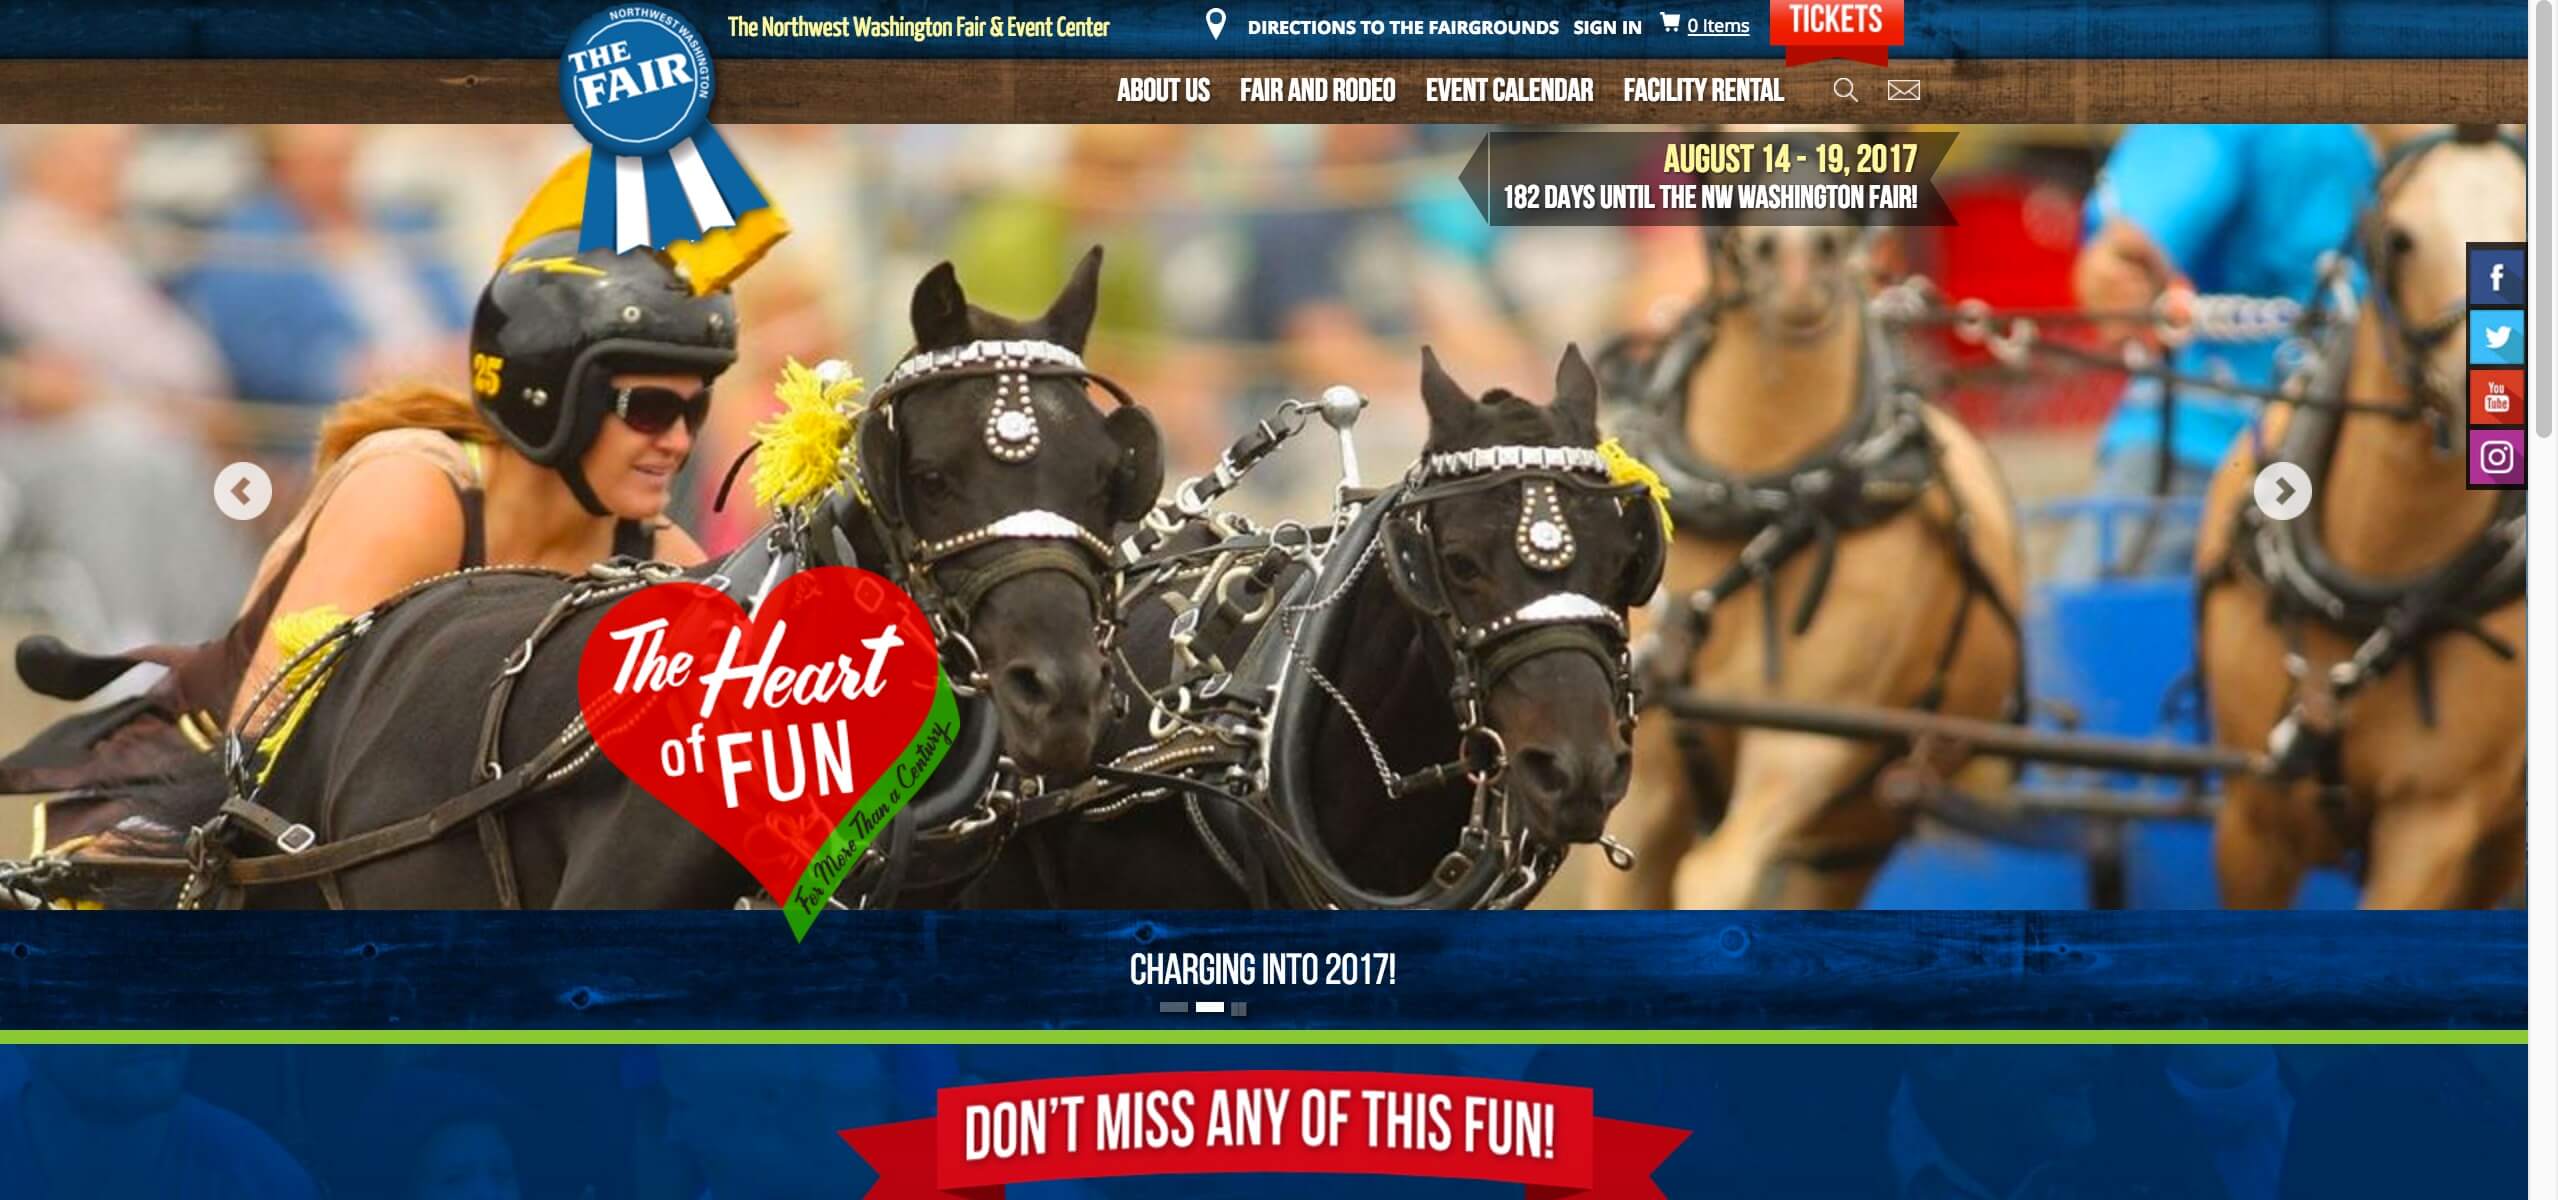 NORTHWEST WASHINGTON
THE
FAIR
The Northwest Washington Fair & Event Center
DIRECTIONS TO THE FAIRGROUNDS
SIGN IN
0 Items
TICKETS
ABOUT US
FAIR AND RODEO
EVENT CALENDAR
FACILITY RENTAL
AUGUST 14 - 19, 2017
182 DAYS UNTIL THE NW WASHINGTON FAIR!
f
You
Tube
25
The Heart
of FUN
For More Than a Century
CHARGING INTO 2017!
DON'T MISS ANY OF THIS FUN!